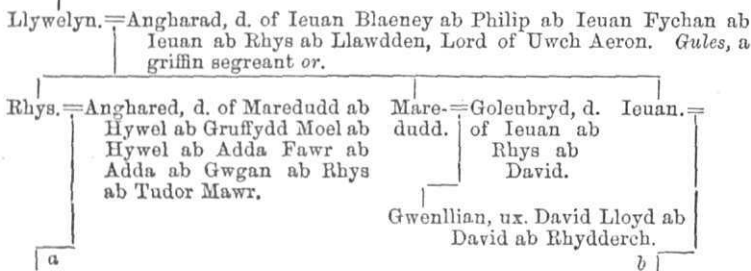 Llywelyn.=Angharad, d. of Ieuan Blaeney ab Philip ab Ieuan Fychan ab
Ieuan ab Rhys ab Llawdden, Lord of Uwch Aeron. Gules, a
griffin segreant or.
Rhys.=Anghared, d. of Maredudd ab
Hywel ab Gruffydd Moel ab
Hywel ab Adda Fawr ab
Adda ab Gwgan ab Rhys
ab Tudor Mawr.
Mare-=Goleubryd, d.
dudd. of Ieuan ab
Rhys ab
David.
Ieuan.=
Gwenllian, ux. David Lloyd ab
David ab Rhydderch.
a
b